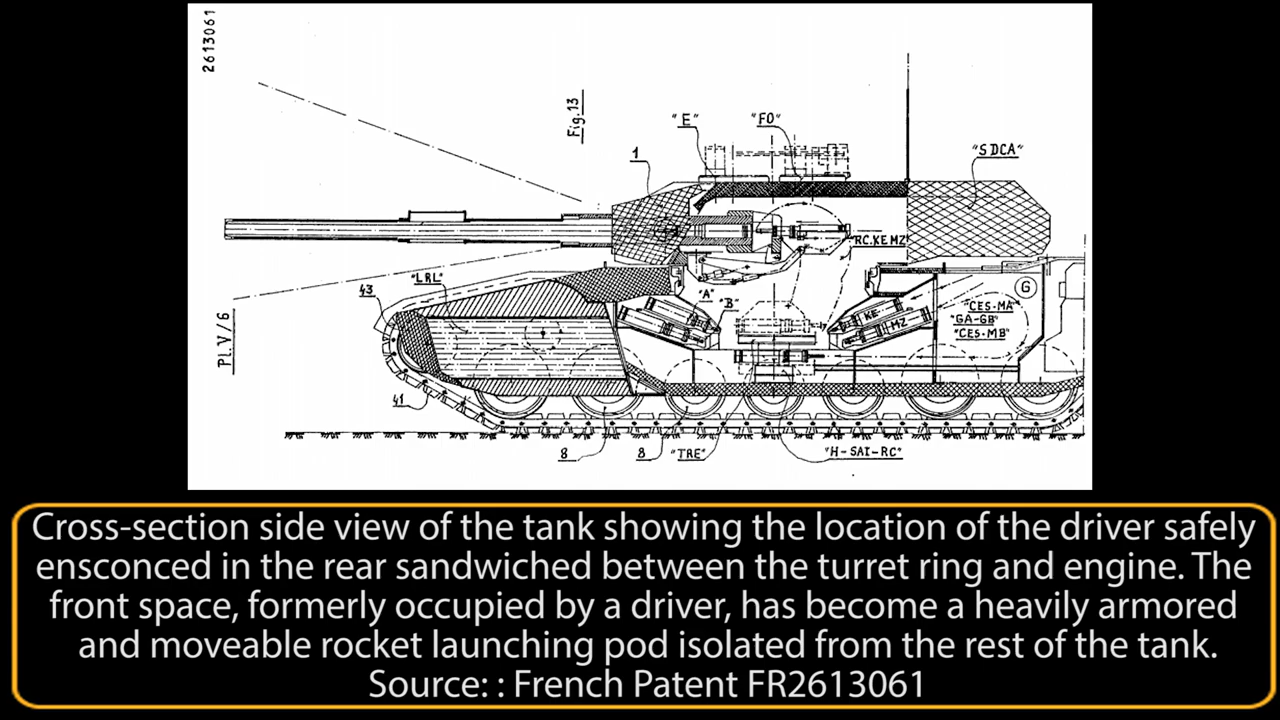 2613061
Fig.13
"E"
"FO"
1
"SDCA"
"RC.KE MZ"
43
"LRL"
"A"
"B"
KE
MZ
G
"CES-MA"
"GA-GB"
"CES-MB"
Pl.V/6
41
8
8
"TRE"
"H-SAI-RC"
Cross-section side view of the tank showing the location of the driver safely
ensconced in the rear sandwiched between the turret ring and engine. The
front space, formerly occupied by a driver, has become a heavily armored
and moveable rocket launching pod isolated from the rest of the tank.
Source: : French Patent FR2613061